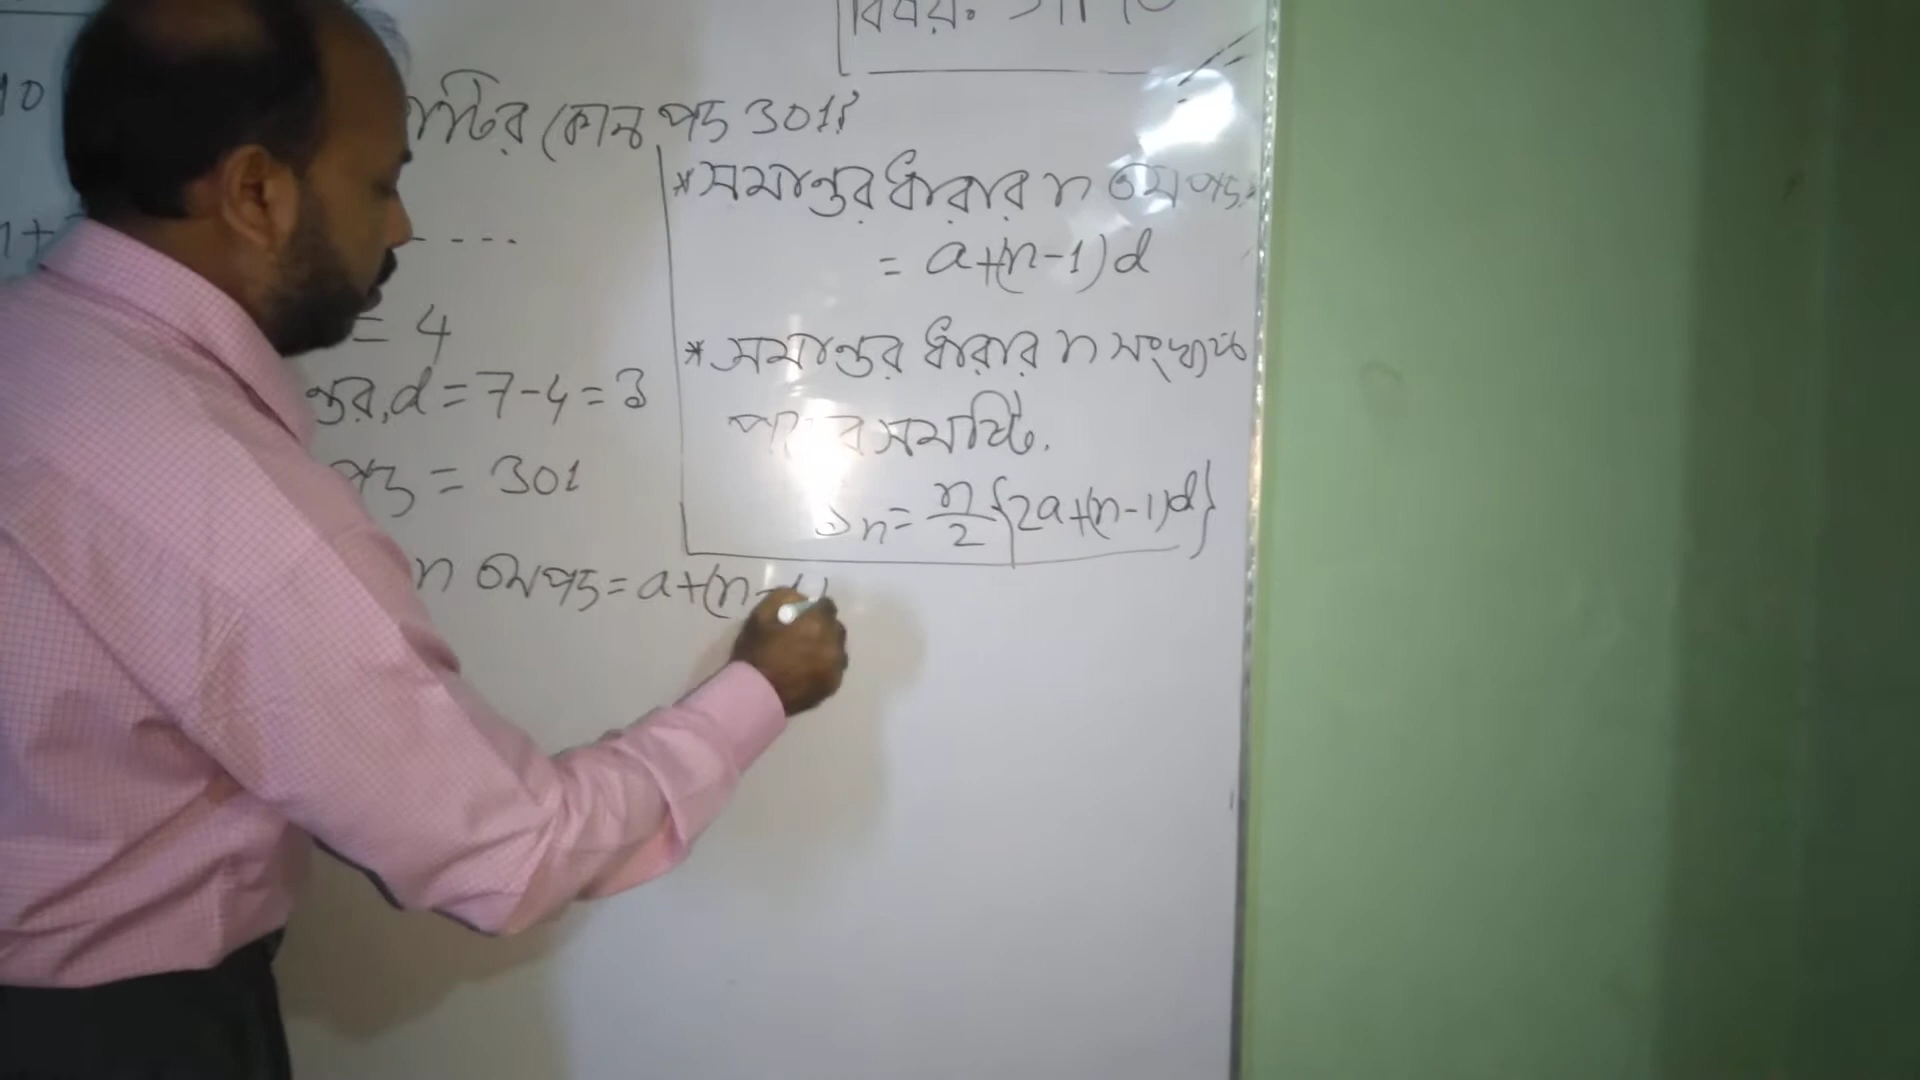 বিষয়: গণিত
10
টির কোন পদ 301?
* সমান্তর ধারার n তম পদ
n+
- - - -
= a+(n-1)d
= 4
* সমান্তর ধারার n সংখ্যক
ন্তর, d = 7-4 = 3
সমষ্টি.
পদ = 301
Sn = n/2 {2a+(n-1)d}
n তম পদ = a+(n-1)